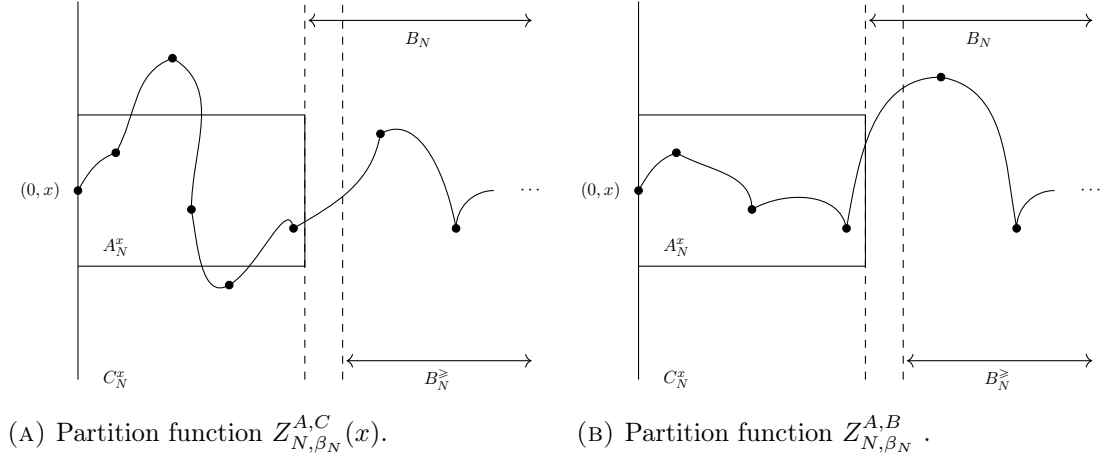 B_N B_N
(0, x) (0, x)
A_N^x A_N^x
... ...
C_N^x B_N^⩾ C_N^x B_N^⩾
(A) Partition function Z_{N,β_N}^{A,C}(x). (B) Partition function Z_{N,β_N}^{A,B} .